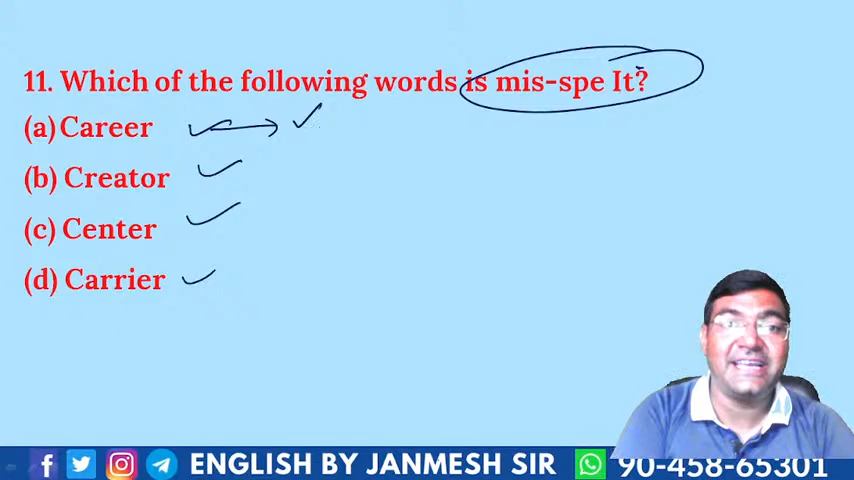 11. Which of the following words is mis-spe It?
(a) Career
(b) Creator
(c) Center
(d) Carrier
ENGLISH BY JANMESH SIR 90-458-65301